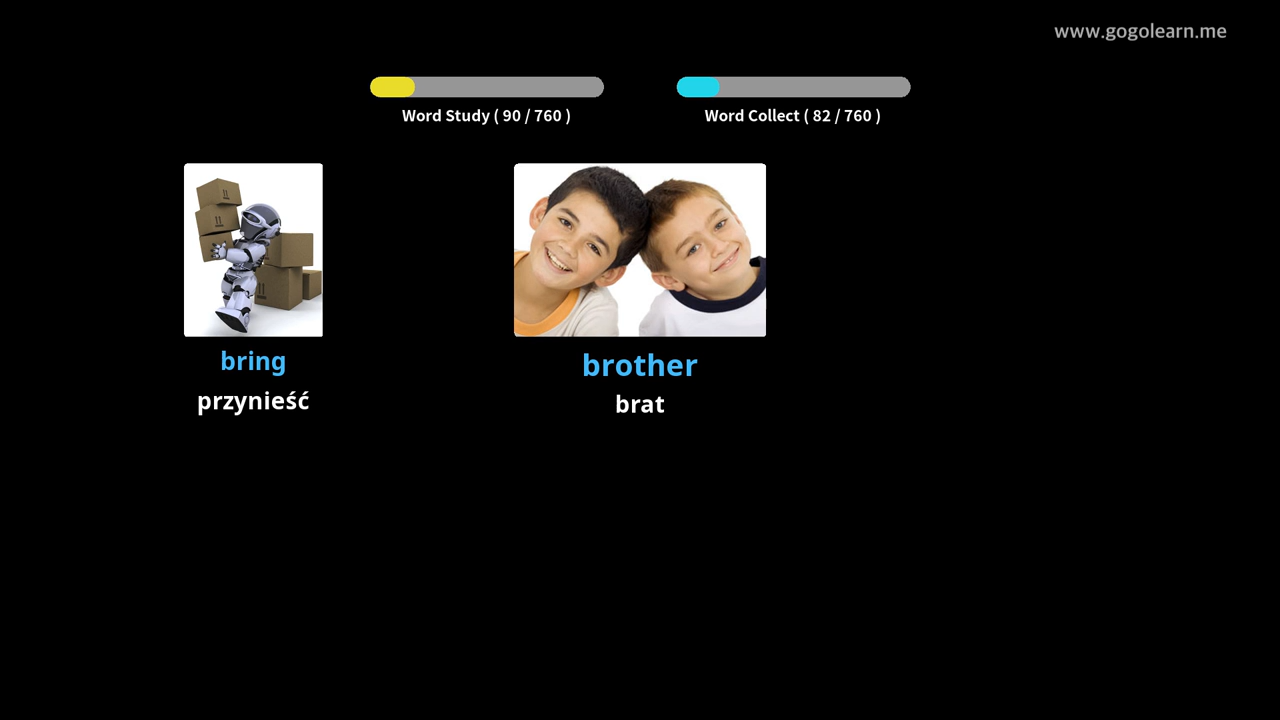 www.gogolearn.me
Word Study ( 90 / 760 )
Word Collect ( 82 / 760 )
bring
przynieść
brother
brat